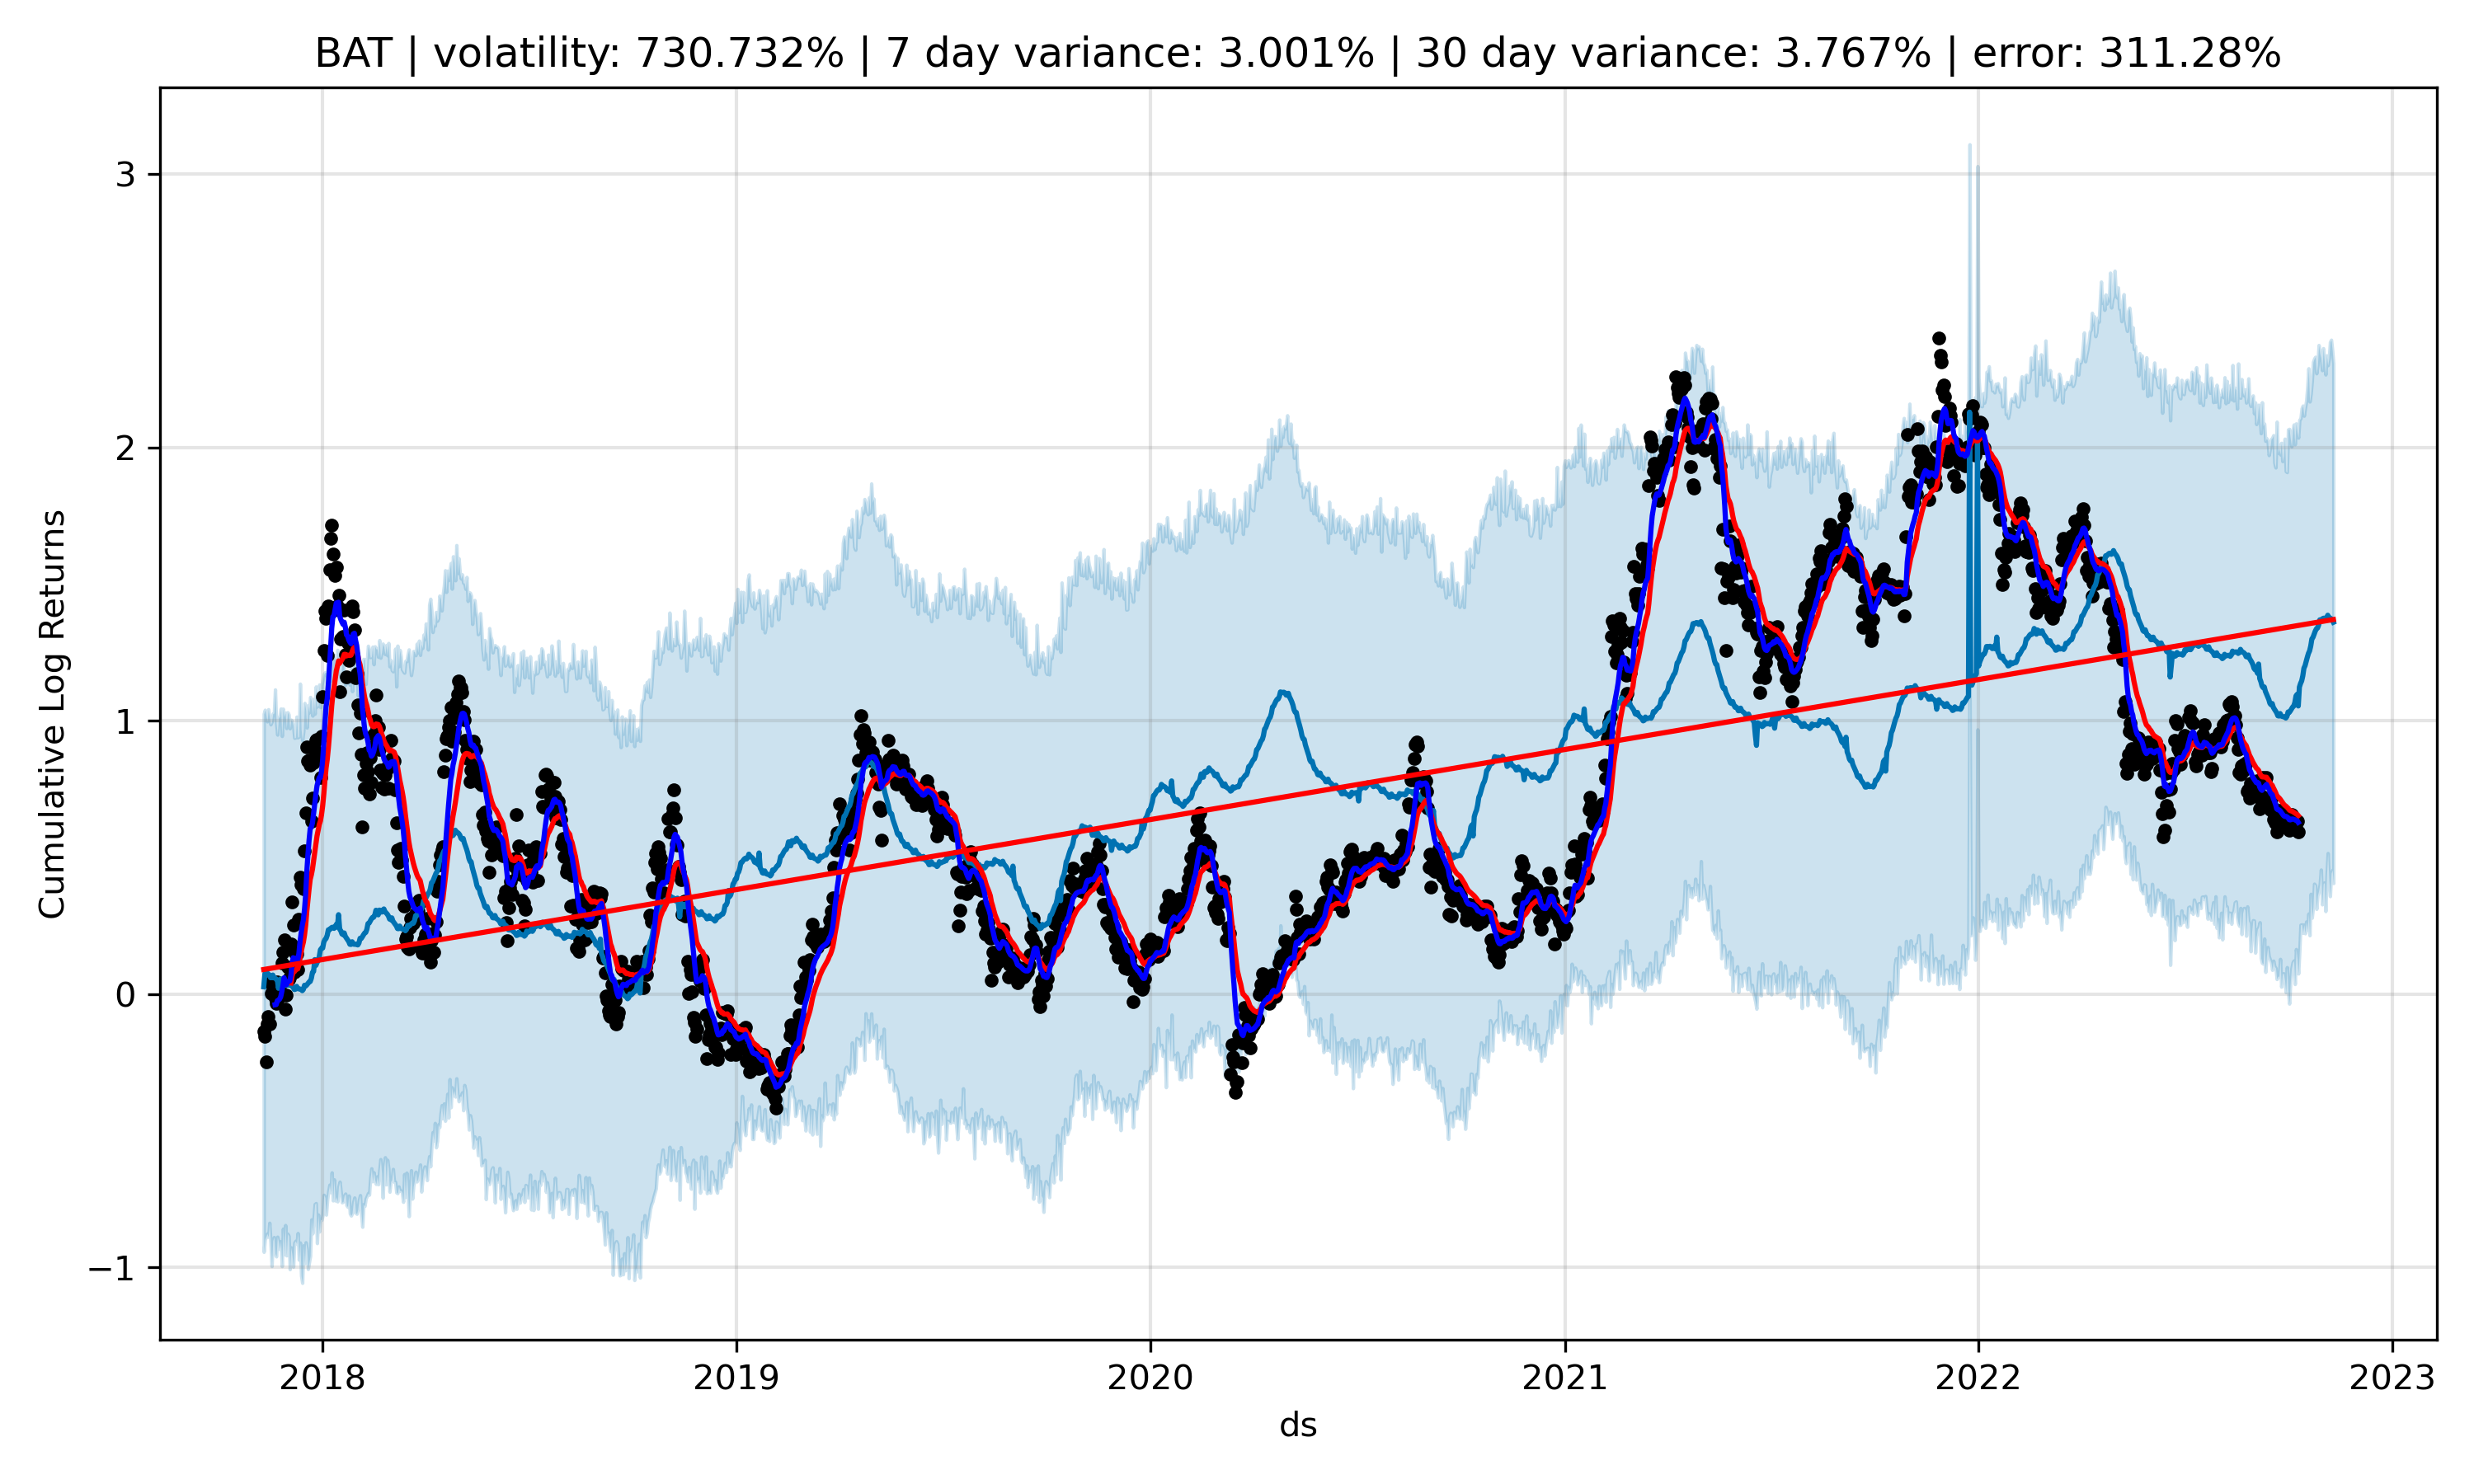 BAT | volatility: 730.732% | 7 day variance: 3.001% | 30 day variance: 3.767% | error: 311.28%
Cumulative Log Returns
3
2
1
0
−1
2018 2019 2020 2021 2022 2023
ds